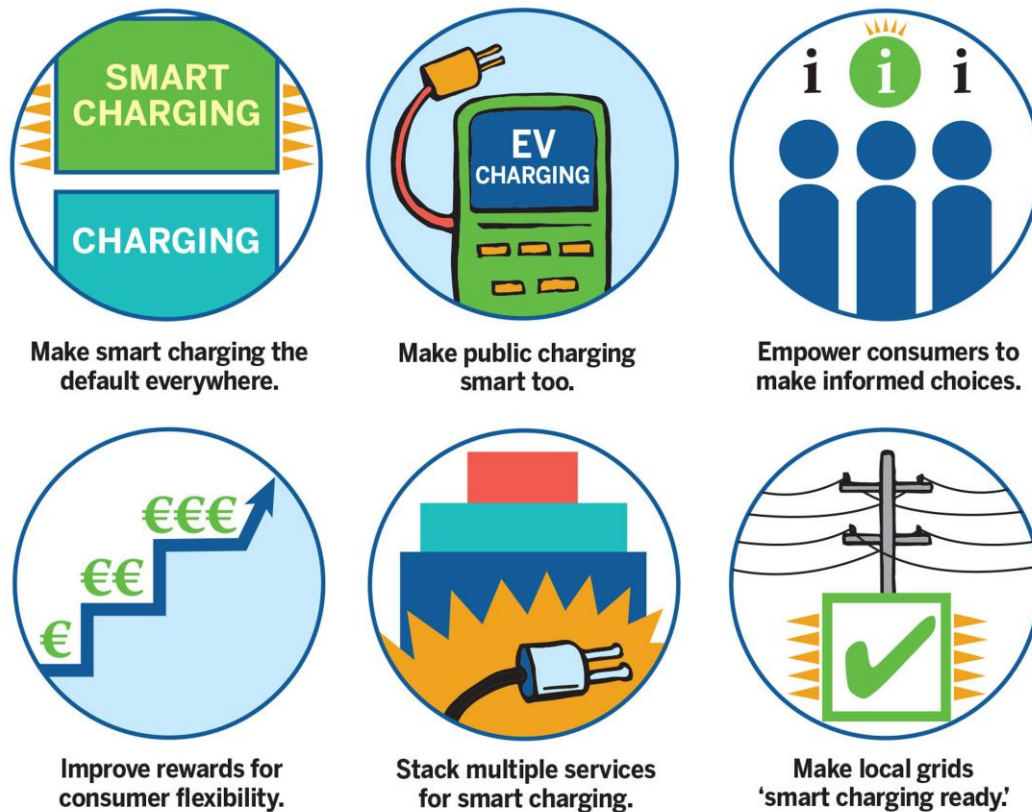 SMART
CHARGING
CHARGING
Make smart charging the
default everywhere.
EV
CHARGING
Make public charging
smart too.
i i i
Empower consumers to
make informed choices.
€
€€
€€€
Improve rewards for
consumer flexibility.
Stack multiple services
for smart charging.
Make local grids
‘smart charging ready.’